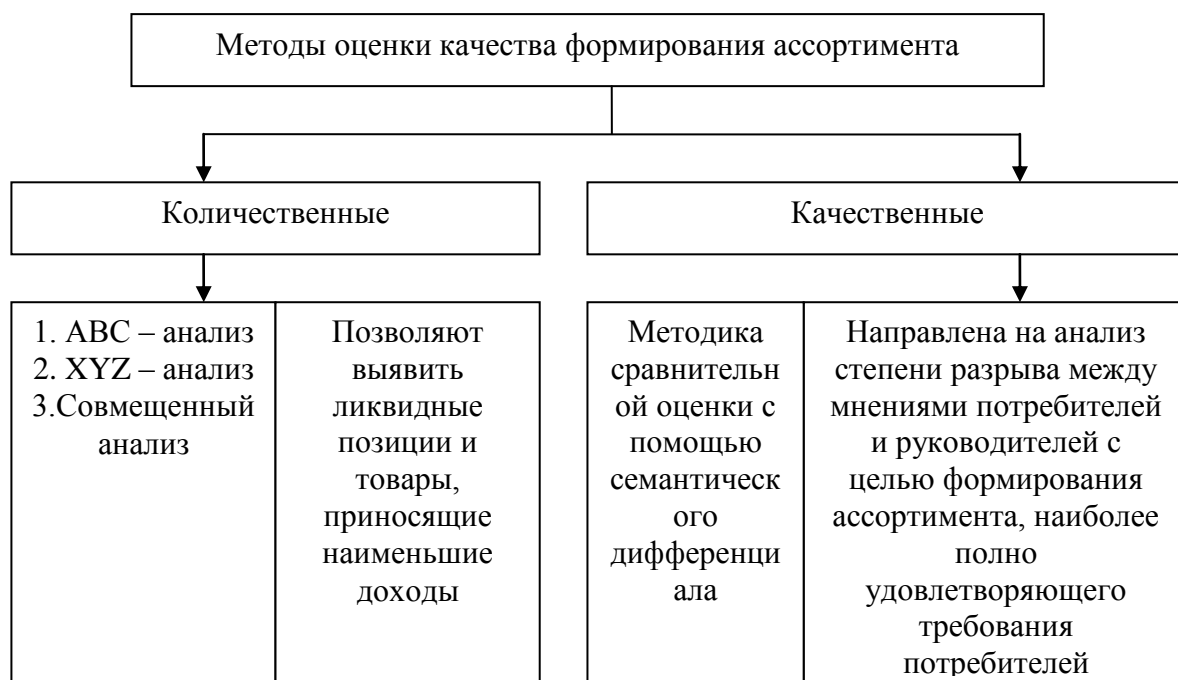 Методы оценки качества формирования ассортимента
Количественные
Качественные
1. ABC – анализ
2. XYZ – анализ
3.Совмещенный
анализ
Позволяют
выявить
ликвидные
позиции и
товары,
приносящие
наименьшие
доходы
Методика
сравнительн
ой оценки с
помощью
семантическ
ого
дифференци
ала
Направлена на анализ
степени разрыва между
мнениями потребителей
и руководителей с
целью формирования
ассортимента, наиболее
полно
удовлетворяющего
требования
потребителей